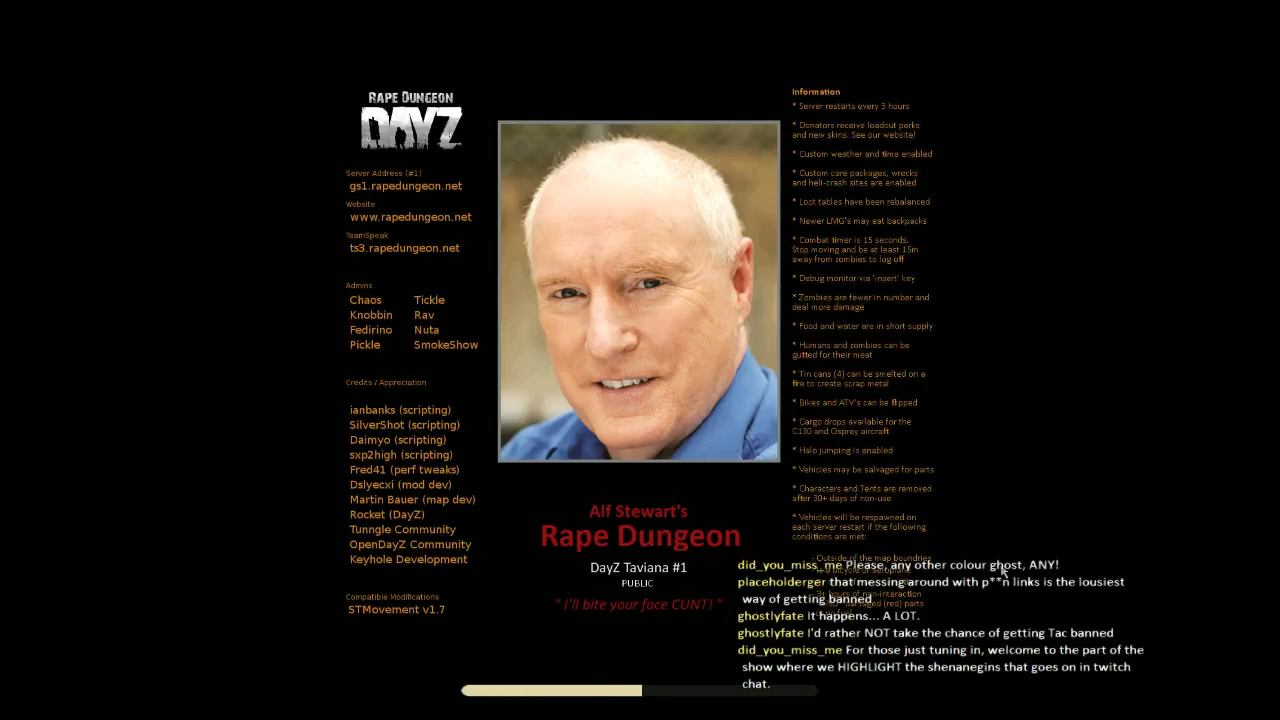 RAPE DUNGEON
DAYZ
Server Address (#1)
gs1.rapedungeon.net
Website
www.rapedungeon.net
TeamSpeak
ts3.rapedungeon.net
Admins
Chaos Tickle
Knobbin Rav
Fedirino Nuta
Pickle SmokeShow
Credits / Appreciation
ianbanks (scripting)
SilverShot (scripting)
Daimyo (scripting)
sxp2high (scripting)
Fred41 (perf tweaks)
Dslyecxi (mod dev)
Martin Bauer (map dev)
Rocket (DayZ)
Tunngle Community
OpenDayZ Community
Keyhole Development
Compatible Modifications
STMovement v1.7
Alf Stewart's
Rape Dungeon
DayZ Taviana #1
PUBLIC
" I'll bite your face CUNT! "
Information
* Server restarts every 3 hours
* Donators receive loadout perks
and new skins. See our website!
* Custom weather and time enabled
* Custom care packages, wrecks
and heli-crash sites are enabled
* Loot tables have been rebalanced
* Newer LMG's may eat backpacks
* Combat timer is 15 seconds.
Stop moving and be at least 15m
away from zombies to log off
* Debug monitor via 'insert' key
* Zombies are fewer in number and
deal more damage
* Food and water are in short supply
* Humans and zombies can be
gutted for their meat
* Tin cans (4) can be smelted on a
fire to create scrap metal
* Bikes and ATV's can be flipped
* Cargo drops available for the
C130 and Osprey aircraft
* Halo jumping is enabled
* Vehicles may be salvaged for parts
* Characters and Tents are removed
after 30+ days of non-use
* Vehicles will be respawned on
each server restart if the following
conditions are met:
- Outside of the map boundries
did_you_miss_me Please, any other colour ghost, ANY!
placeholderger that messing around with p**n links is the lousiest
way of getting banned
ghostlyfate It happens... A LOT.
ghostlyfate I'd rather NOT take the chance of getting Tac banned
did_you_miss_me For those just tuning in, welcome to the part of the
show where we HIGHLIGHT the shenanegins that goes on in twitch
chat.